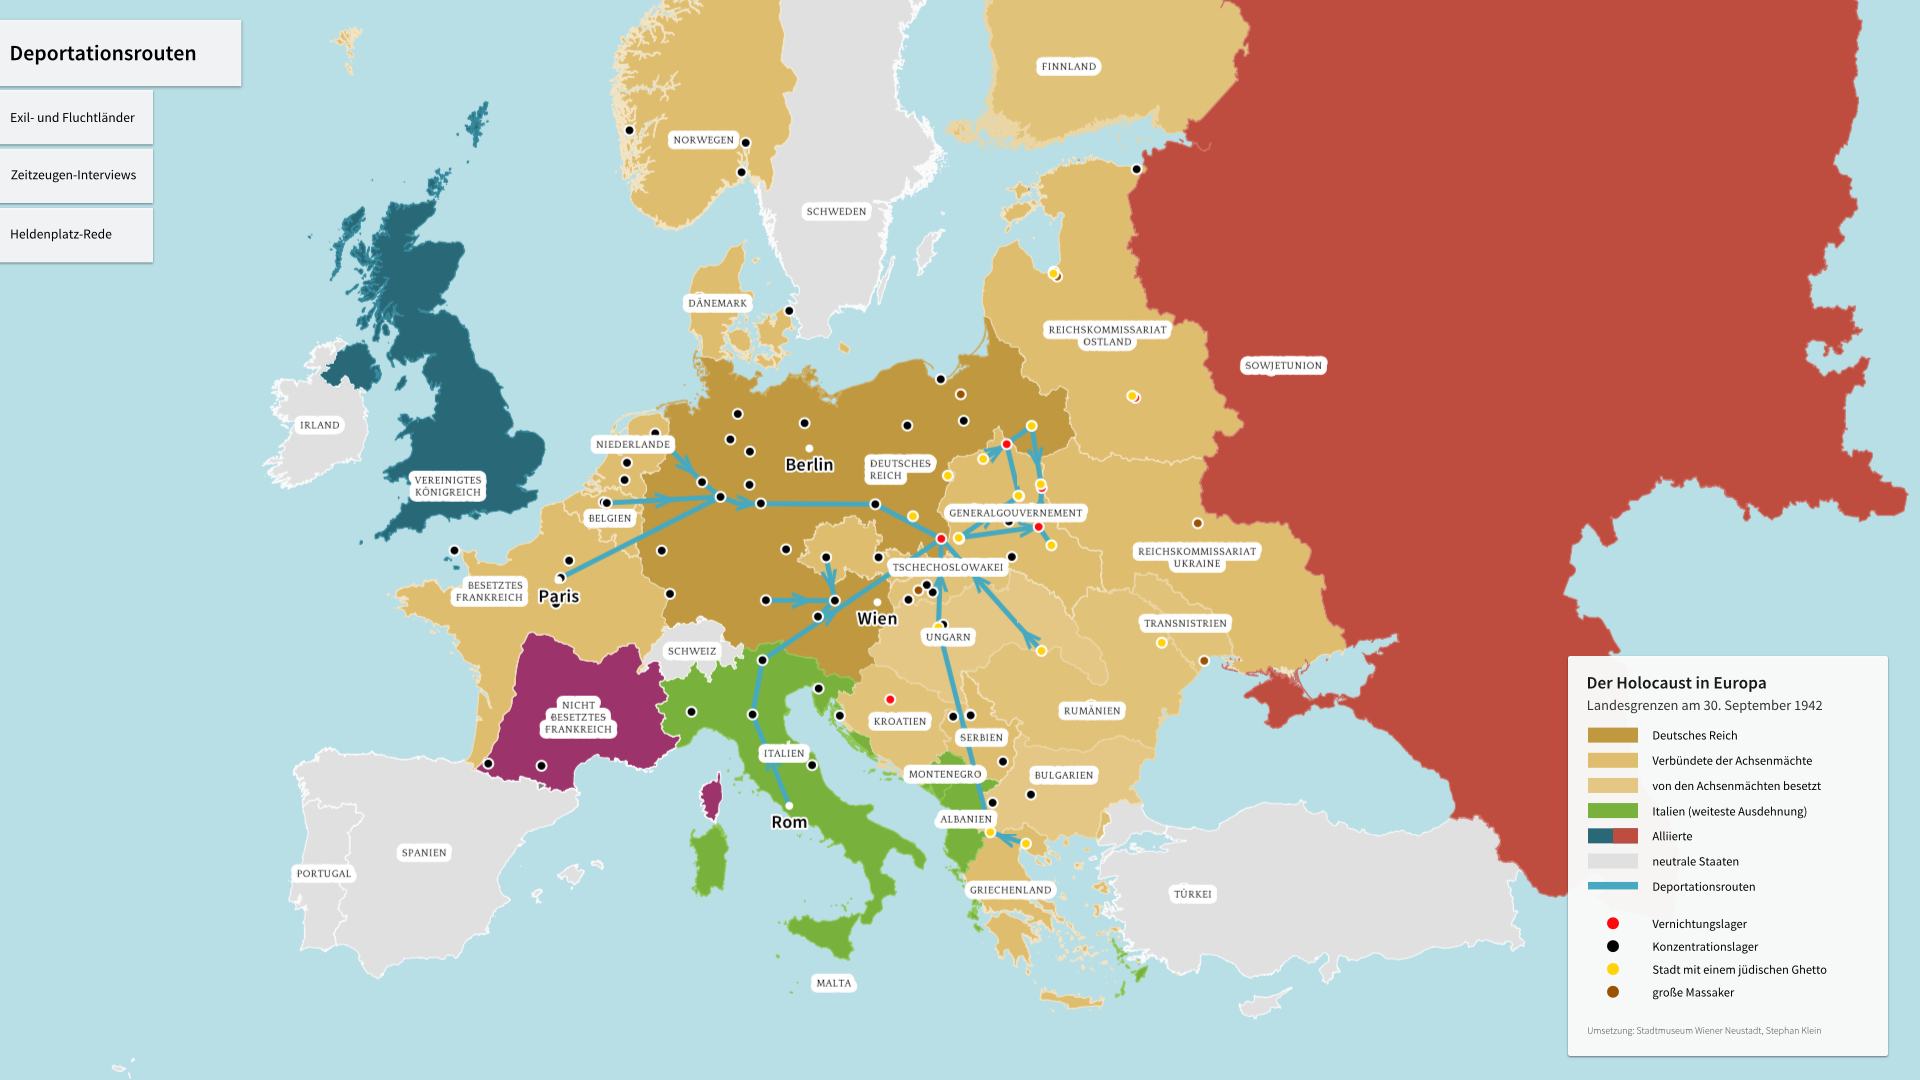 Deportationsrouten
Exil- und Fluchtländer
Zeitzeugen-Interviews
Heldenplatz-Rede
FINNLAND
NORWEGEN
SCHWEDEN
DÄNEMARK
REICHSKOMMISSARIAT
OSTLAND
SOWJETUNION
IRLAND
NIEDERLANDE
Berlin
DEUTSCHES
REICH
VEREINIGTES
KÖNIGREICH
BELGIEN
GENERALGOUVERNEMENT
REICHSKOMMISSARIAT
UKRAINE
TSCHECHOSLOWAKEI
BESETZTES
FRANKREICH
Paris
Wien
TRANSNISTRIEN
UNGARN
SCHWEIZ
NICHT
BESETZTES
FRANKREICH
KROATIEN
RUMÄNIEN
SERBIEN
ITALIEN
MONTENEGRO
BULGARIEN
Rom
ALBANIEN
SPANIEN
PORTUGAL
GRIECHENLAND
TÜRKEI
MALTA
Der Holocaust in Europa
Landesgrenzen am 30. September 1942
Deutsches Reich
Verbündete der Achsenmächte
von den Achsenmächten besetzt
Italien (weiteste Ausdehnung)
Alliierte
neutrale Staaten
Deportationsrouten
Vernichtungslager
Konzentrationslager
Stadt mit einem jüdischen Ghetto
große Massaker
Umsetzung: Stadtmuseum Wiener Neustadt, Stephan Klein